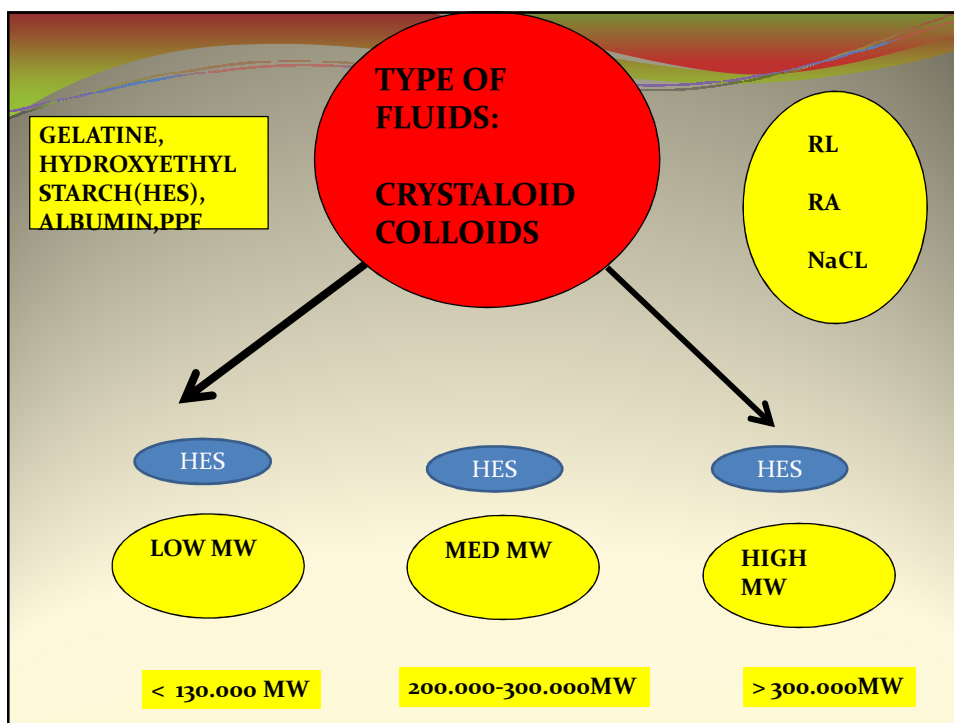 TYPE OF
FLUIDS:
CRYSTALOID
COLLOIDS
GELATINE,
HYDROXYETHYL
STARCH(HES),
ALBUMIN,PPF
RL
RA
NaCL
HES
HES
HES
LOW MW
MED MW
HIGH
MW
< 130.000 MW
200.000-300.000MW
> 300.000MW